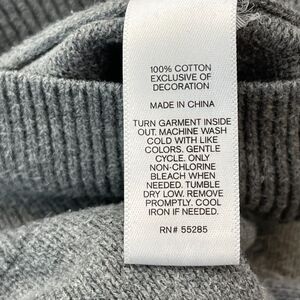 100% COTTON
EXCLUSIVE OF
DECORATION
MADE IN CHINA
TURN GARMENT INSIDE
OUT. MACHINE WASH
COLD WITH LIKE
COLORS. GENTLE
CYCLE. ONLY
NON-CHLORINE
BLEACH WHEN
NEEDED. TUMBLE
DRY LOW. REMOVE
PROMPTLY. COOL
IRON IF NEEDED.
RN# 55285